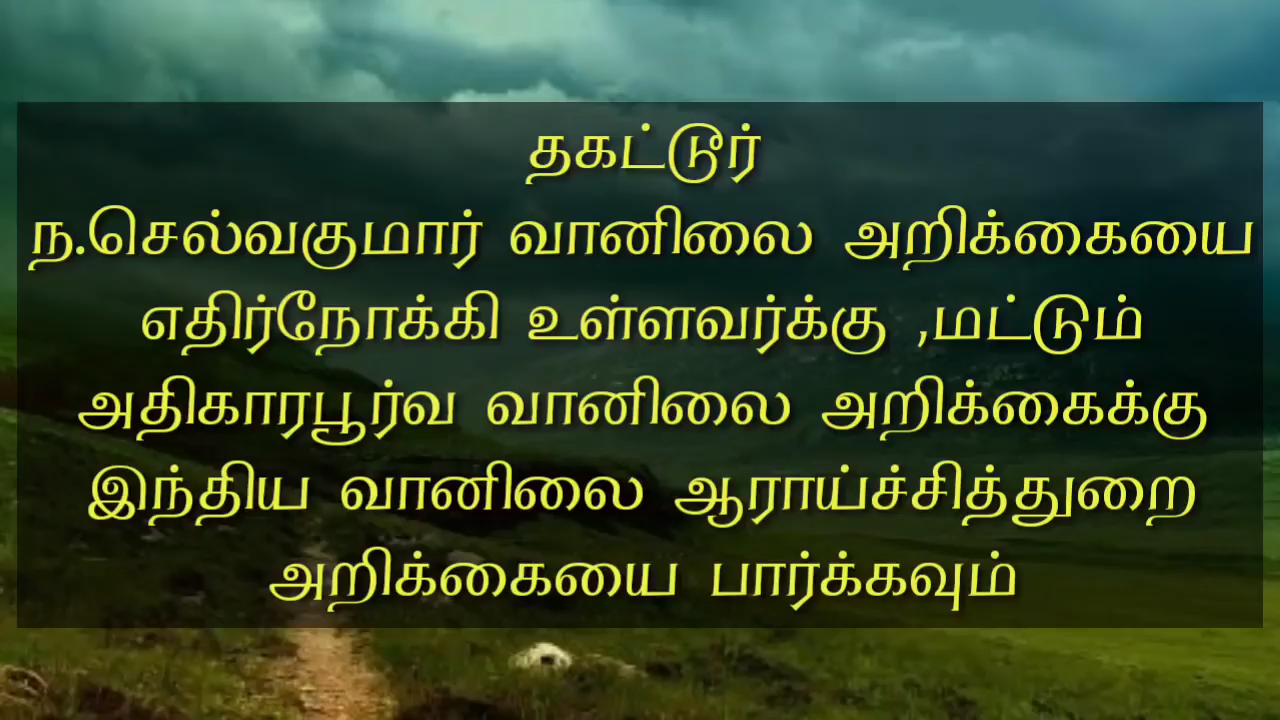 தகட்டூர்
ந.செல்வகுமார் வானிலை அறிக்கையை
எதிர்நோக்கி உள்ளவர்க்கு ,மட்டும்
அதிகாரபூர்வ வானிலை அறிக்கைக்கு
இந்திய வானிலை ஆராய்ச்சித்துறை
அறிக்கையை பார்க்கவும்